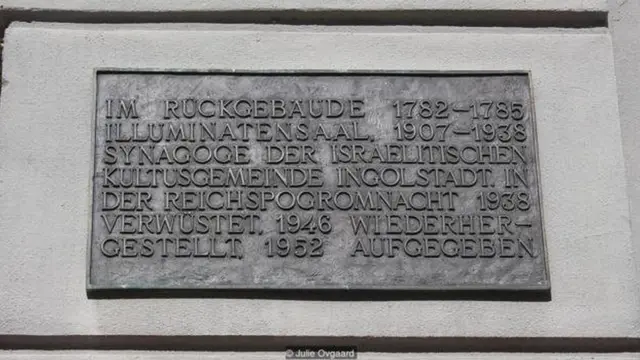 IM RÜCKGEBÄUDE 1782–1785
ILLUMINATENSAAL 1907–1938
SYNAGOGE DER ISRAELITISCHEN
KULTUSGEMEINDE INGOLSTADT, IN
DER REICHSPOGROMNACHT 1938
VERWÜSTET, 1946 WIEDERHER-
GESTELLT, 1952 AUFGEGEBEN
© Julie Ovgaard